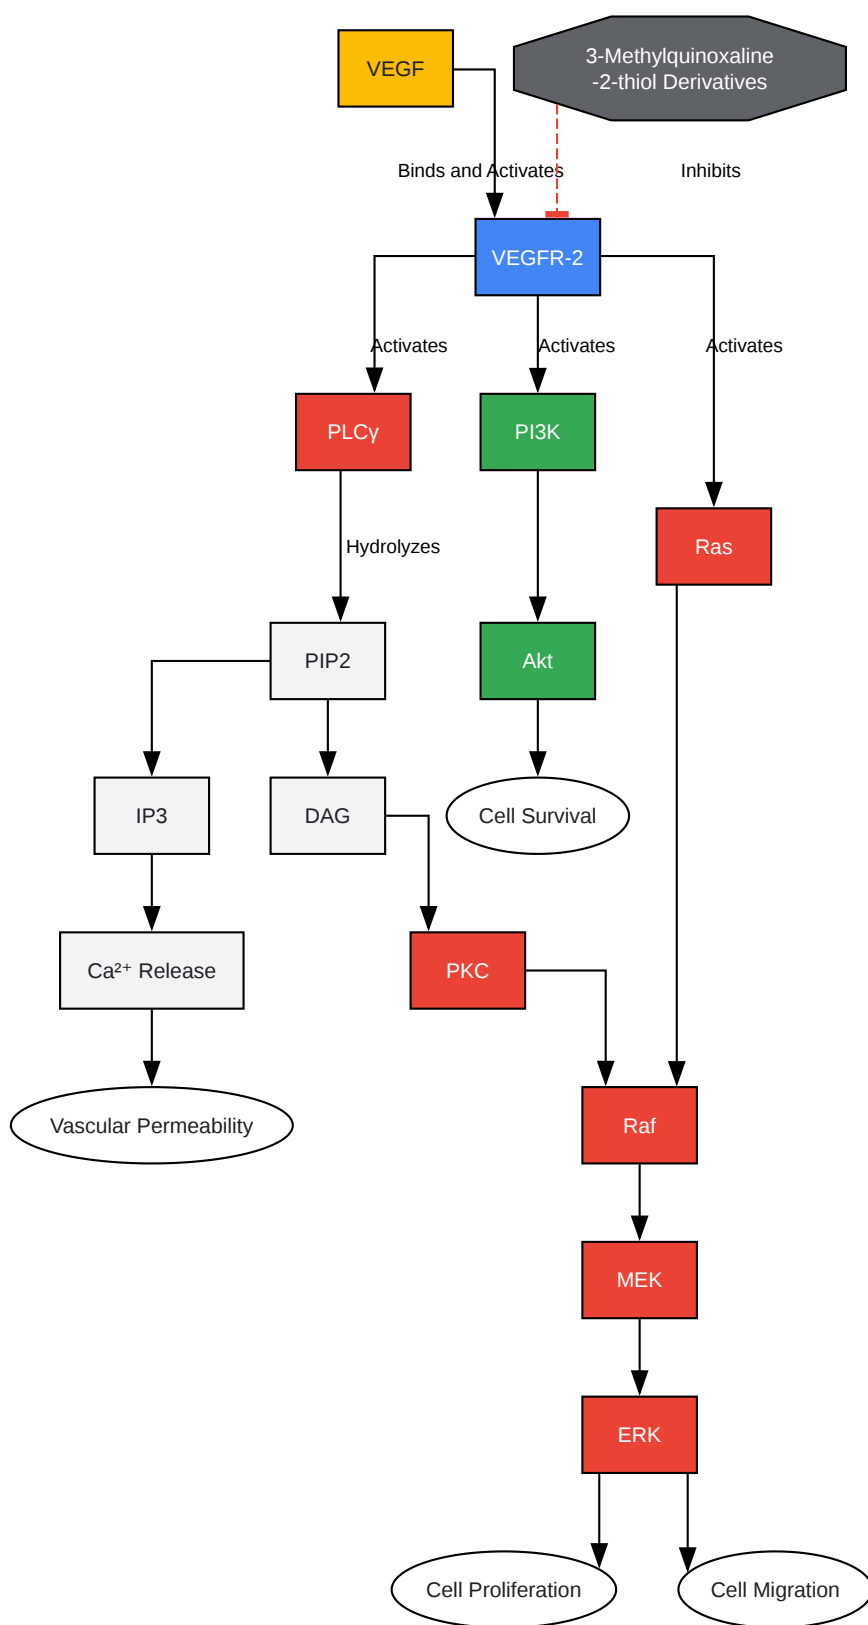 VEGF
3-Methylquinoxaline
-2-thiol Derivatives
Binds and Activates
Inhibits
VEGFR-2
Activates
Activates
Activates
PLCγ
PI3K
Ras
Hydrolyzes
PIP2
Akt
IP3
DAG
Cell Survival
Ca²⁺ Release
PKC
Vascular Permeability
Raf
MEK
ERK
Cell Proliferation
Cell Migration